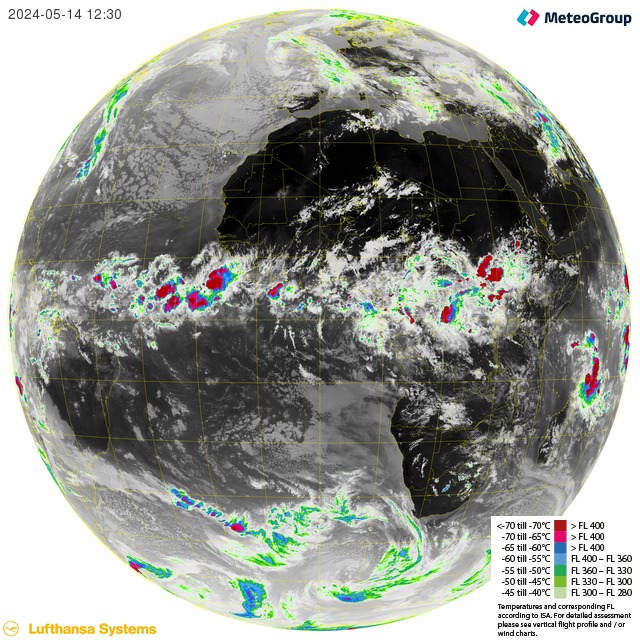 2024-05-14 12:30
MeteoGroup
<-70 till -70°C > FL 400
-70 till -65°C > FL 400
-65 till -60°C > FL 400
-60 till -55°C FL 400 - FL 360
-55 till -50°C FL 360 - FL 330
-50 till -45°C FL 330 - FL 300
-45 till -40°C FL 300 - FL 280
Temperatures and corresponding FL
according to ISA. For detailed assessment
please see vertical flight profile and / or
wind charts.
Lufthansa Systems